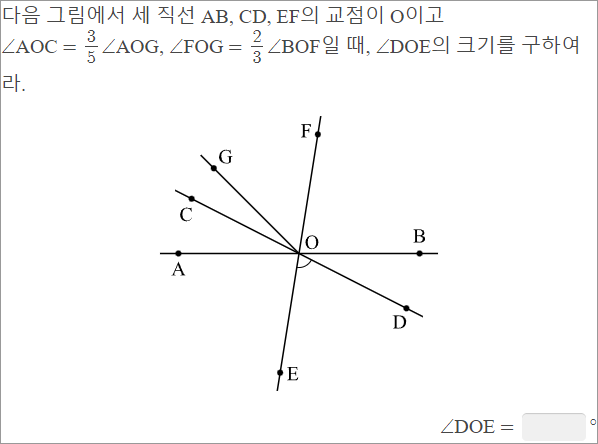 다음 그림에서 세 직선 AB, CD, EF의 교점이 O이고
∠AOC = 3/5 ∠AOG, ∠FOG = 2/3 ∠BOF일 때, ∠DOE의 크기를 구하여
라.
F
G
C
O
B
A
D
E
∠DOE = °